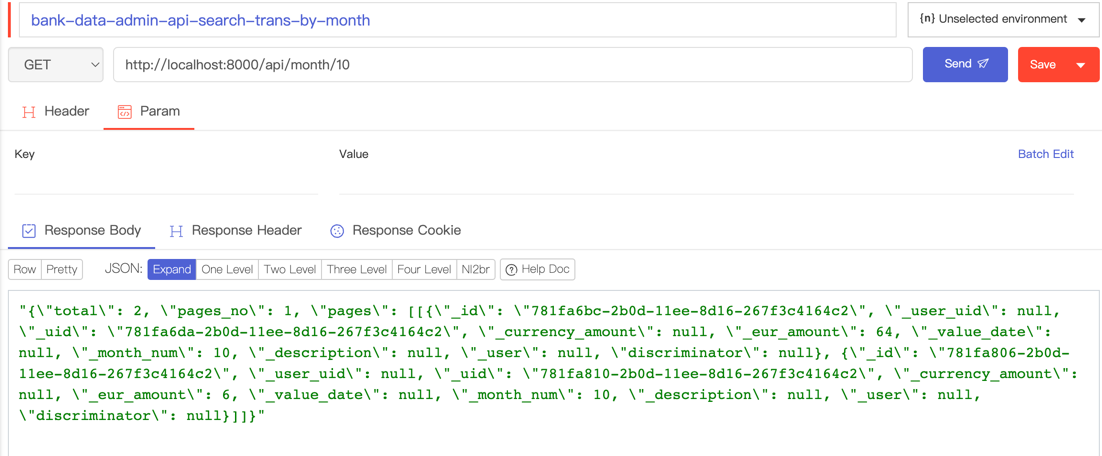 bank-data-admin-api-search-trans-by-month
{n} Unselected environment
GET
http://localhost:8000/api/month/10
Send
Save
Header
Param
Key
Value
Batch Edit
Response Body
Response Header
Response Cookie
Row
Pretty
JSON:
Expand
One Level
Two Level
Three Level
Four Level
Nl2br
Help Doc
"{\"total\": 2, \"pages_no\": 1, \"pages\": [[{\"_id\": \"781fa6bc-2b0d-11ee-8d16-267f3c4164c2\", \"_user_uid\": null,
\"_uid\": \"781fa6da-2b0d-11ee-8d16-267f3c4164c2\", \"_currency_amount\": null, \"_eur_amount\": 64, \"_value_date\":
null, \"_month_num\": 10, \"_description\": null, \"_user\": null, \"discriminator\": null}, {\"_id\": \"781fa806-2b0d-
11ee-8d16-267f3c4164c2\", \"_user_uid\": null, \"_uid\": \"781fa810-2b0d-11ee-8d16-267f3c4164c2\", \"_currency_amount\":
null, \"_eur_amount\": 6, \"_value_date\": null, \"_month_num\": 10, \"_description\": null, \"_user\": null,
\"discriminator\": null}]]}"